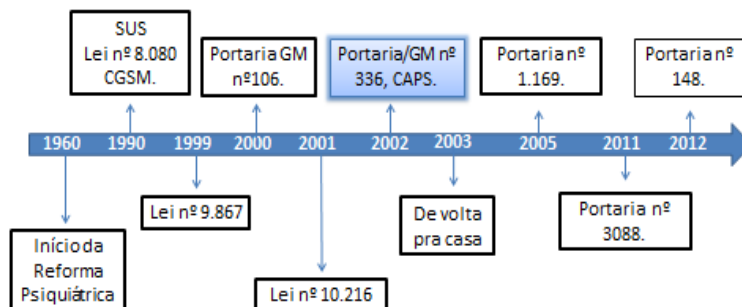 SUS
Lei nº 8.080
CGSM.
Portaria GM
nº106.
Portaria/GM nº
336, CAPS.
Portaria nº
1.169.
Portaria nº
148.
1960 1990 1999 2000 2001 2002 2003 2005 2011 2012
Início da
Reforma
Psiquiátrica
Lei nº 9.867
Lei nº 10.216
De volta
pra casa
Portaria nº
3088.